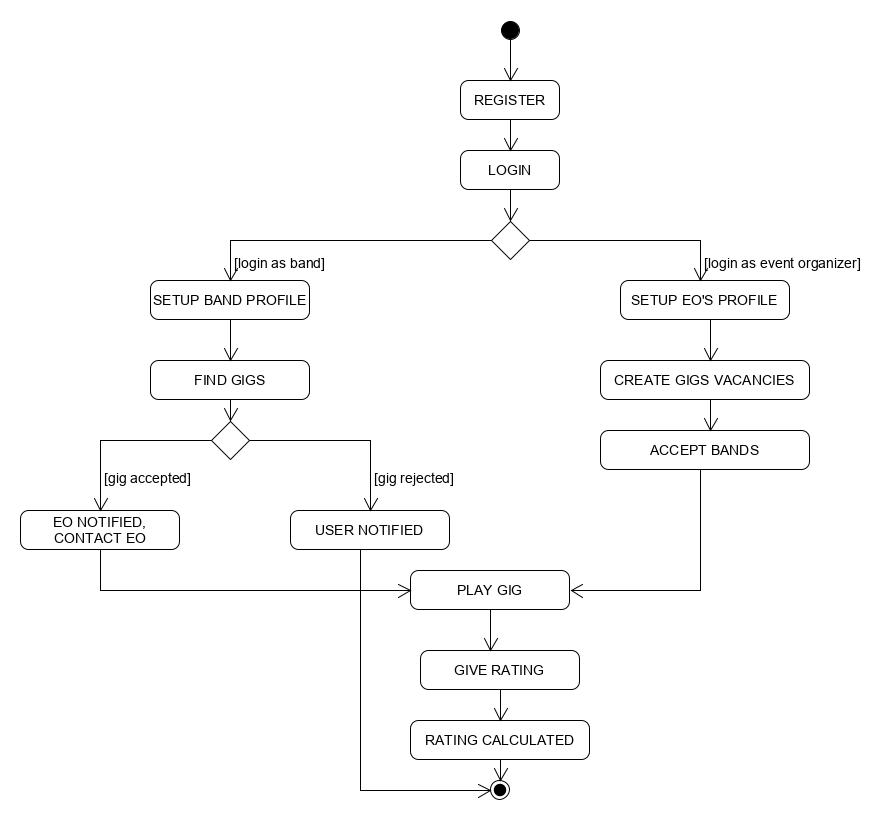 REGISTER
LOGIN
[login as band]
[login as event organizer]
SETUP BAND PROFILE
SETUP EO'S PROFILE
FIND GIGS
CREATE GIGS VACANCIES
ACCEPT BANDS
[gig accepted]
[gig rejected]
EO NOTIFIED,
CONTACT EO
USER NOTIFIED
PLAY GIG
GIVE RATING
RATING CALCULATED